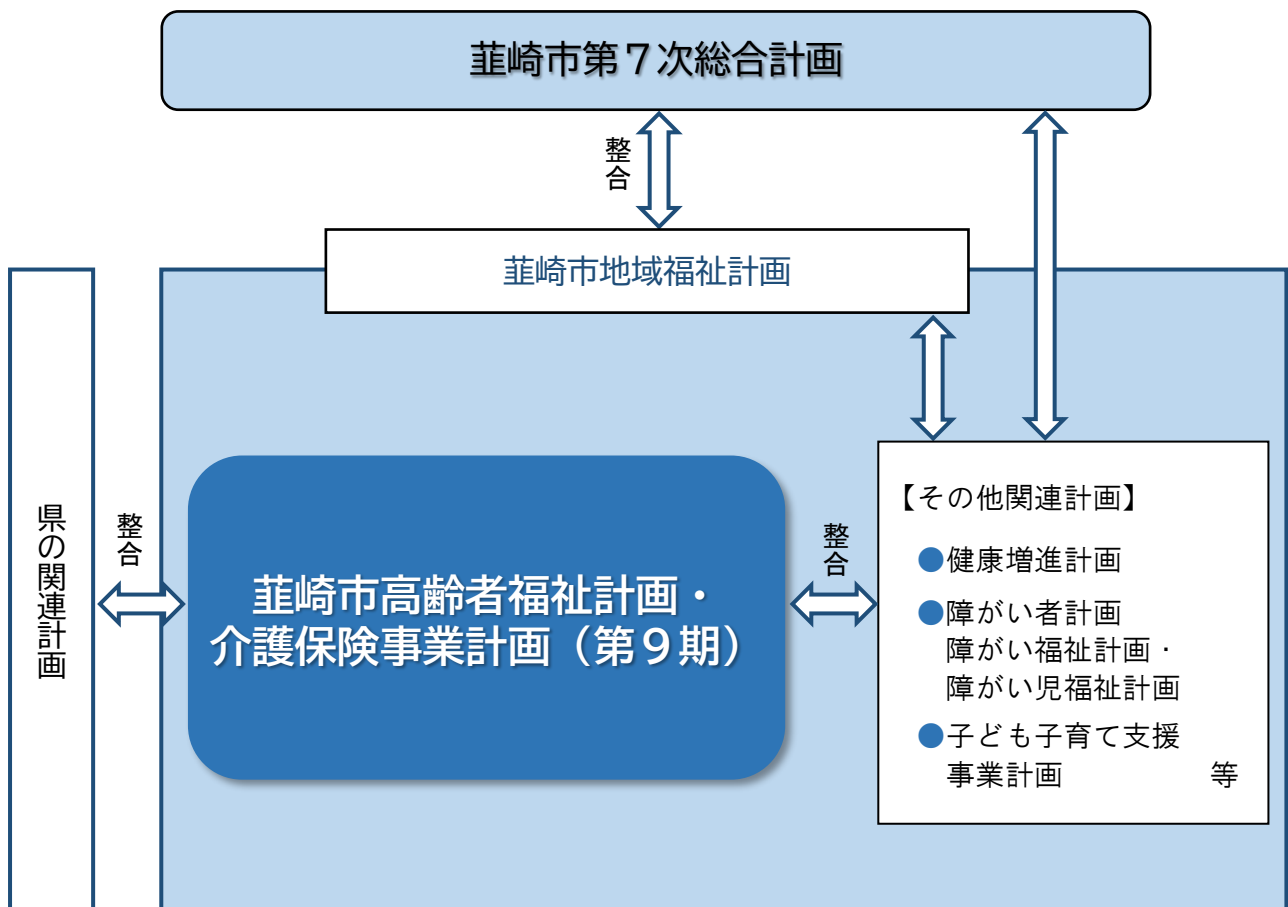 韮崎市第７次総合計画
整合
韮崎市地域福祉計画
県の関連計画
整合
韮崎市高齢者福祉計画・
介護保険事業計画（第９期）
整合
【その他関連計画】
●健康増進計画
●障がい者計画
障がい福祉計画・
障がい児福祉計画
●子ども子育て支援
事業計画　等